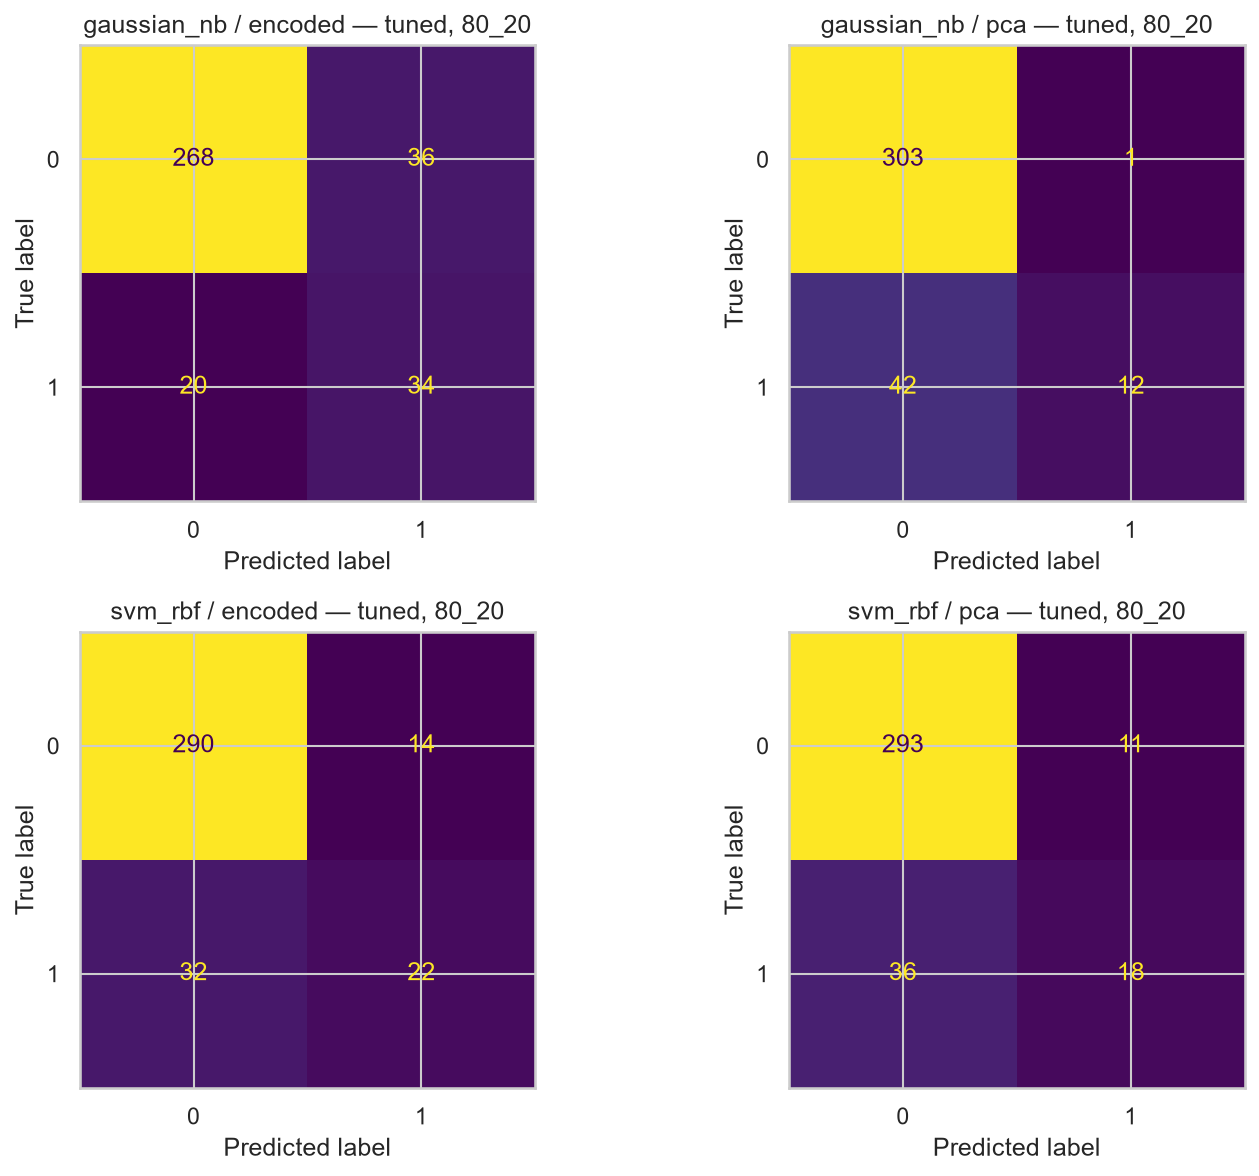 gaussian_nb / encoded — tuned, 80_20
0
268
36
True label
1
20
34
0
1
Predicted label
gaussian_nb / pca — tuned, 80_20
0
303
1
True label
1
42
12
0
1
Predicted label
svm_rbf / encoded — tuned, 80_20
0
290
14
True label
1
32
22
0
1
Predicted label
svm_rbf / pca — tuned, 80_20
0
293
11
True label
1
36
18
0
1
Predicted label